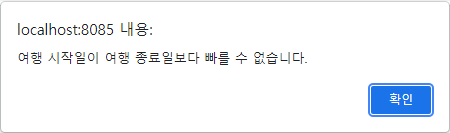 localhost:8085 내용:
여행 시작일이 여행 종료일보다 빠를 수 없습니다.
확인